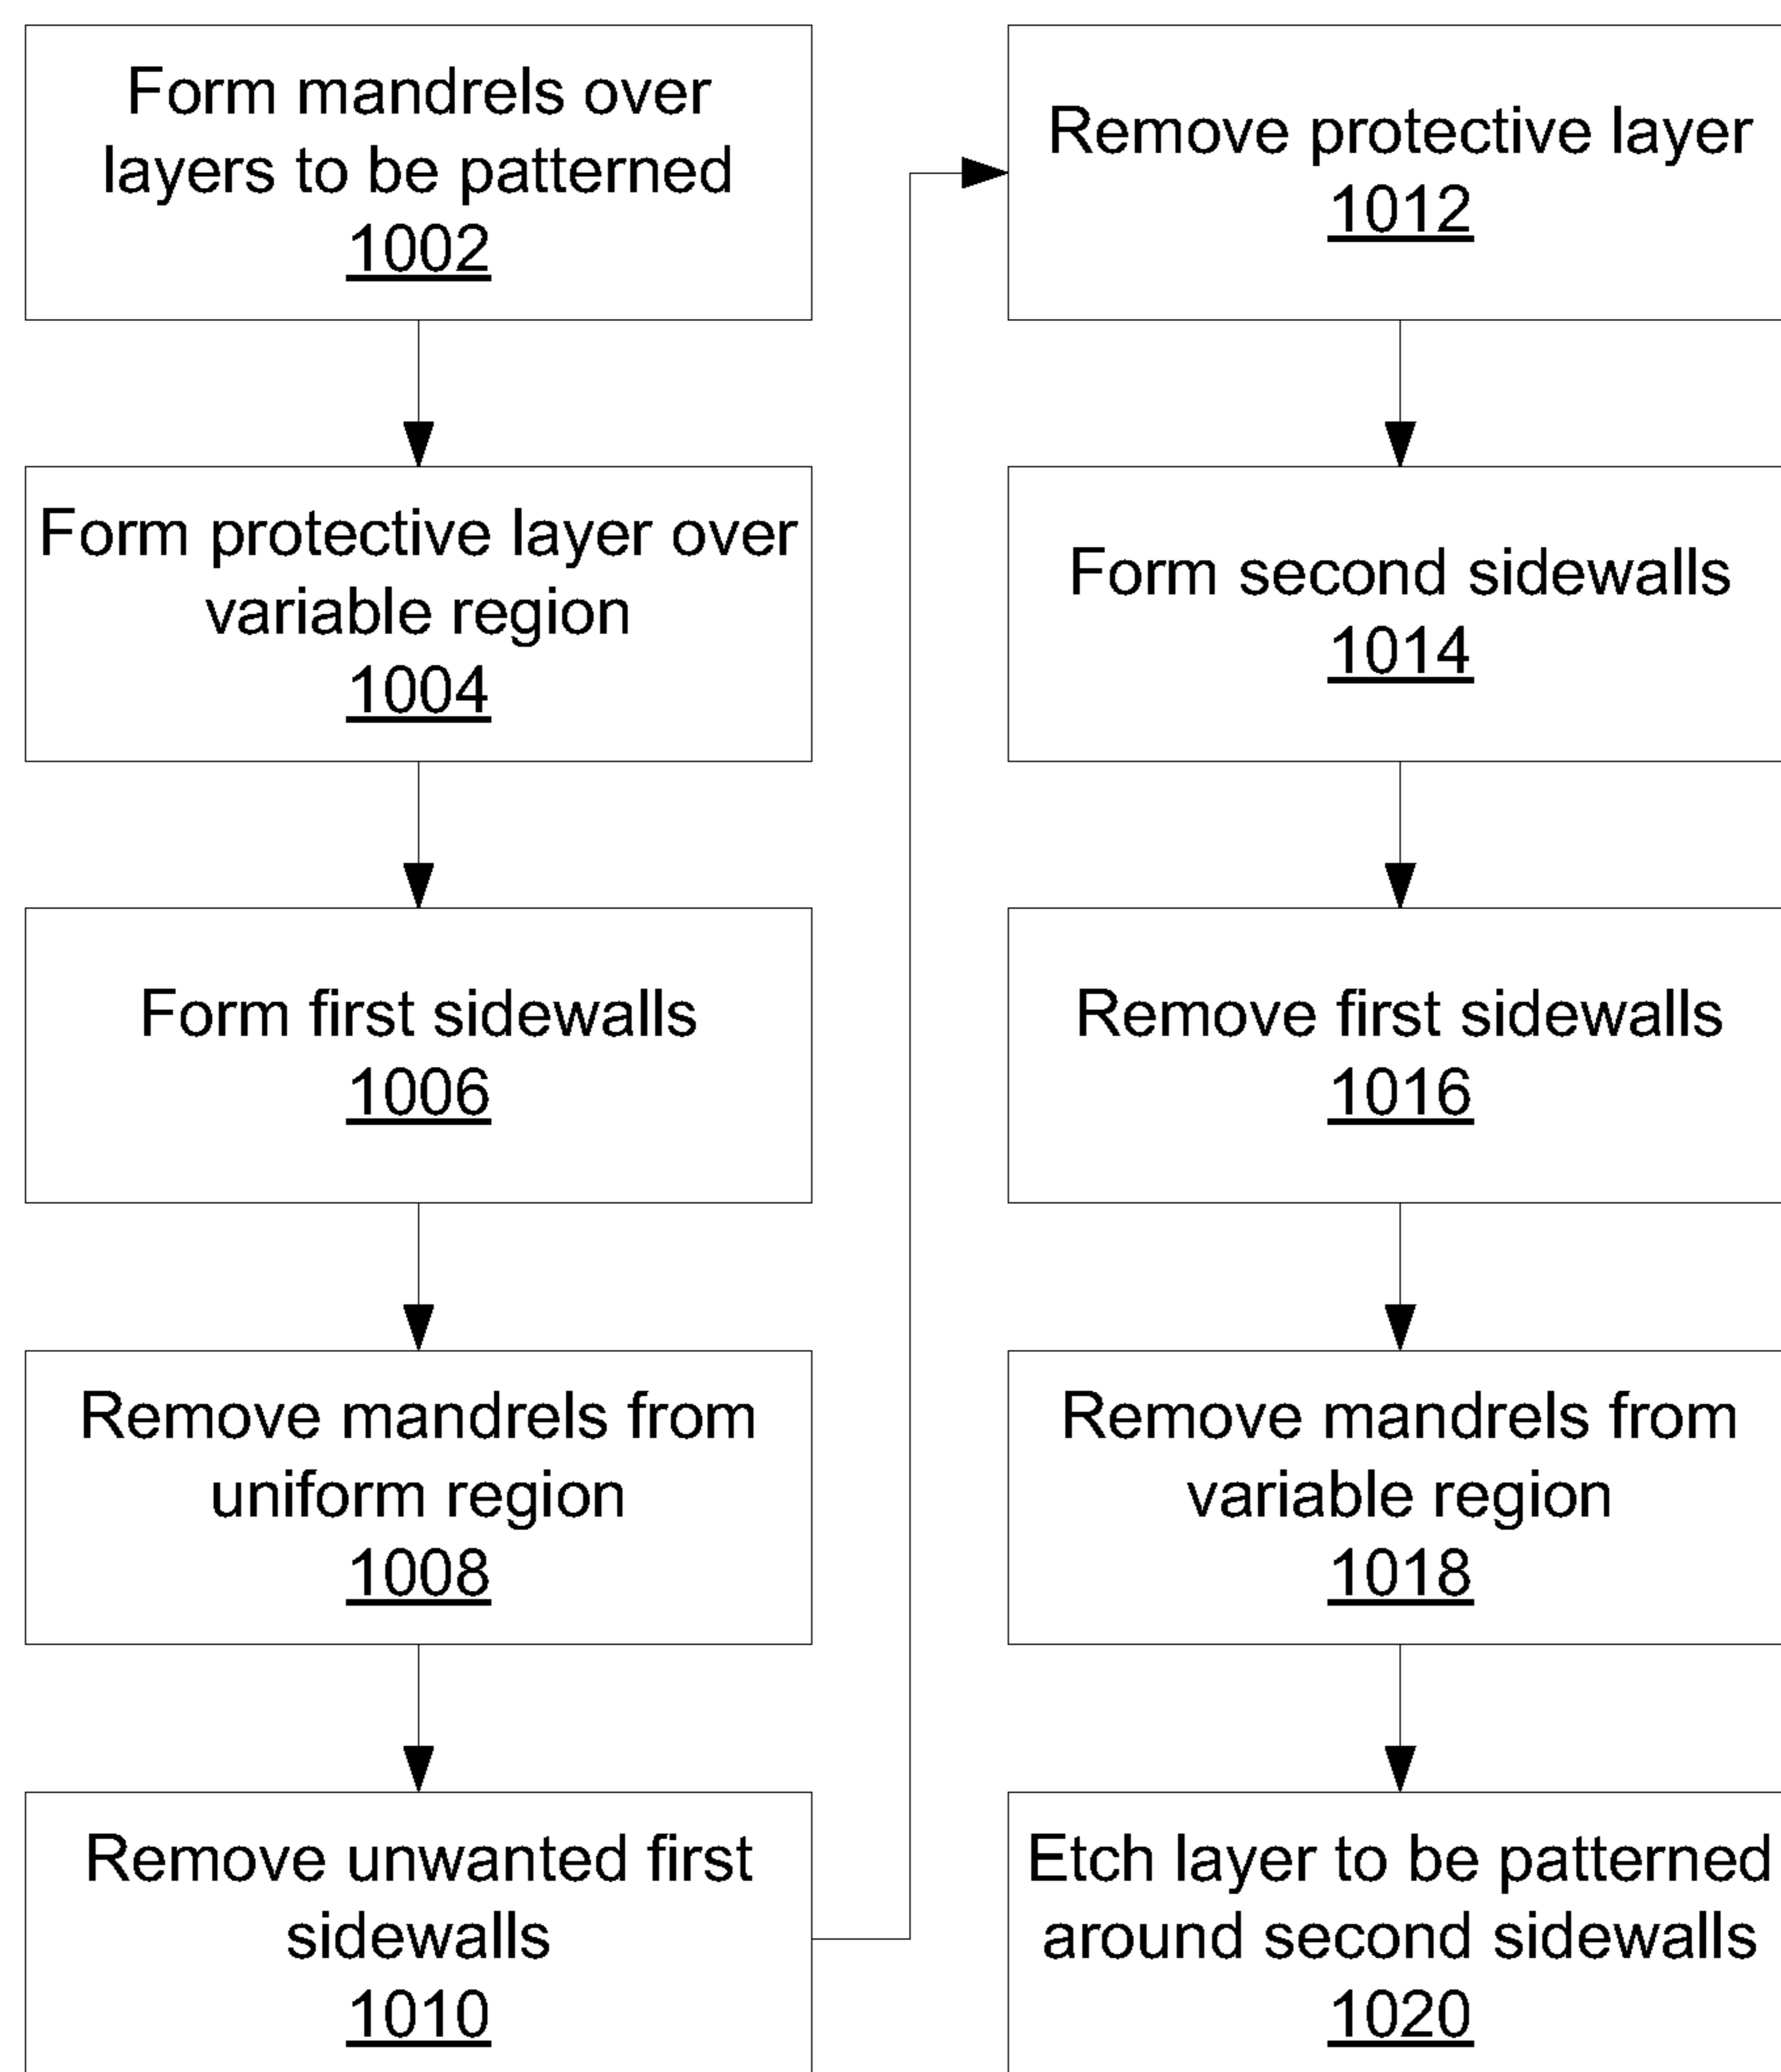 Form mandrels over
layers to be patterned
1002
Form protective layer over
variable region
1004
Form first sidewalls
1006
Remove mandrels from
uniform region
1008
Remove unwanted first
sidewalls
1010
Remove protective layer
1012
Form second sidewalls
1014
Remove first sidewalls
1016
Remove mandrels from
variable region
1018
Etch layer to be patterned
around second sidewalls
1020